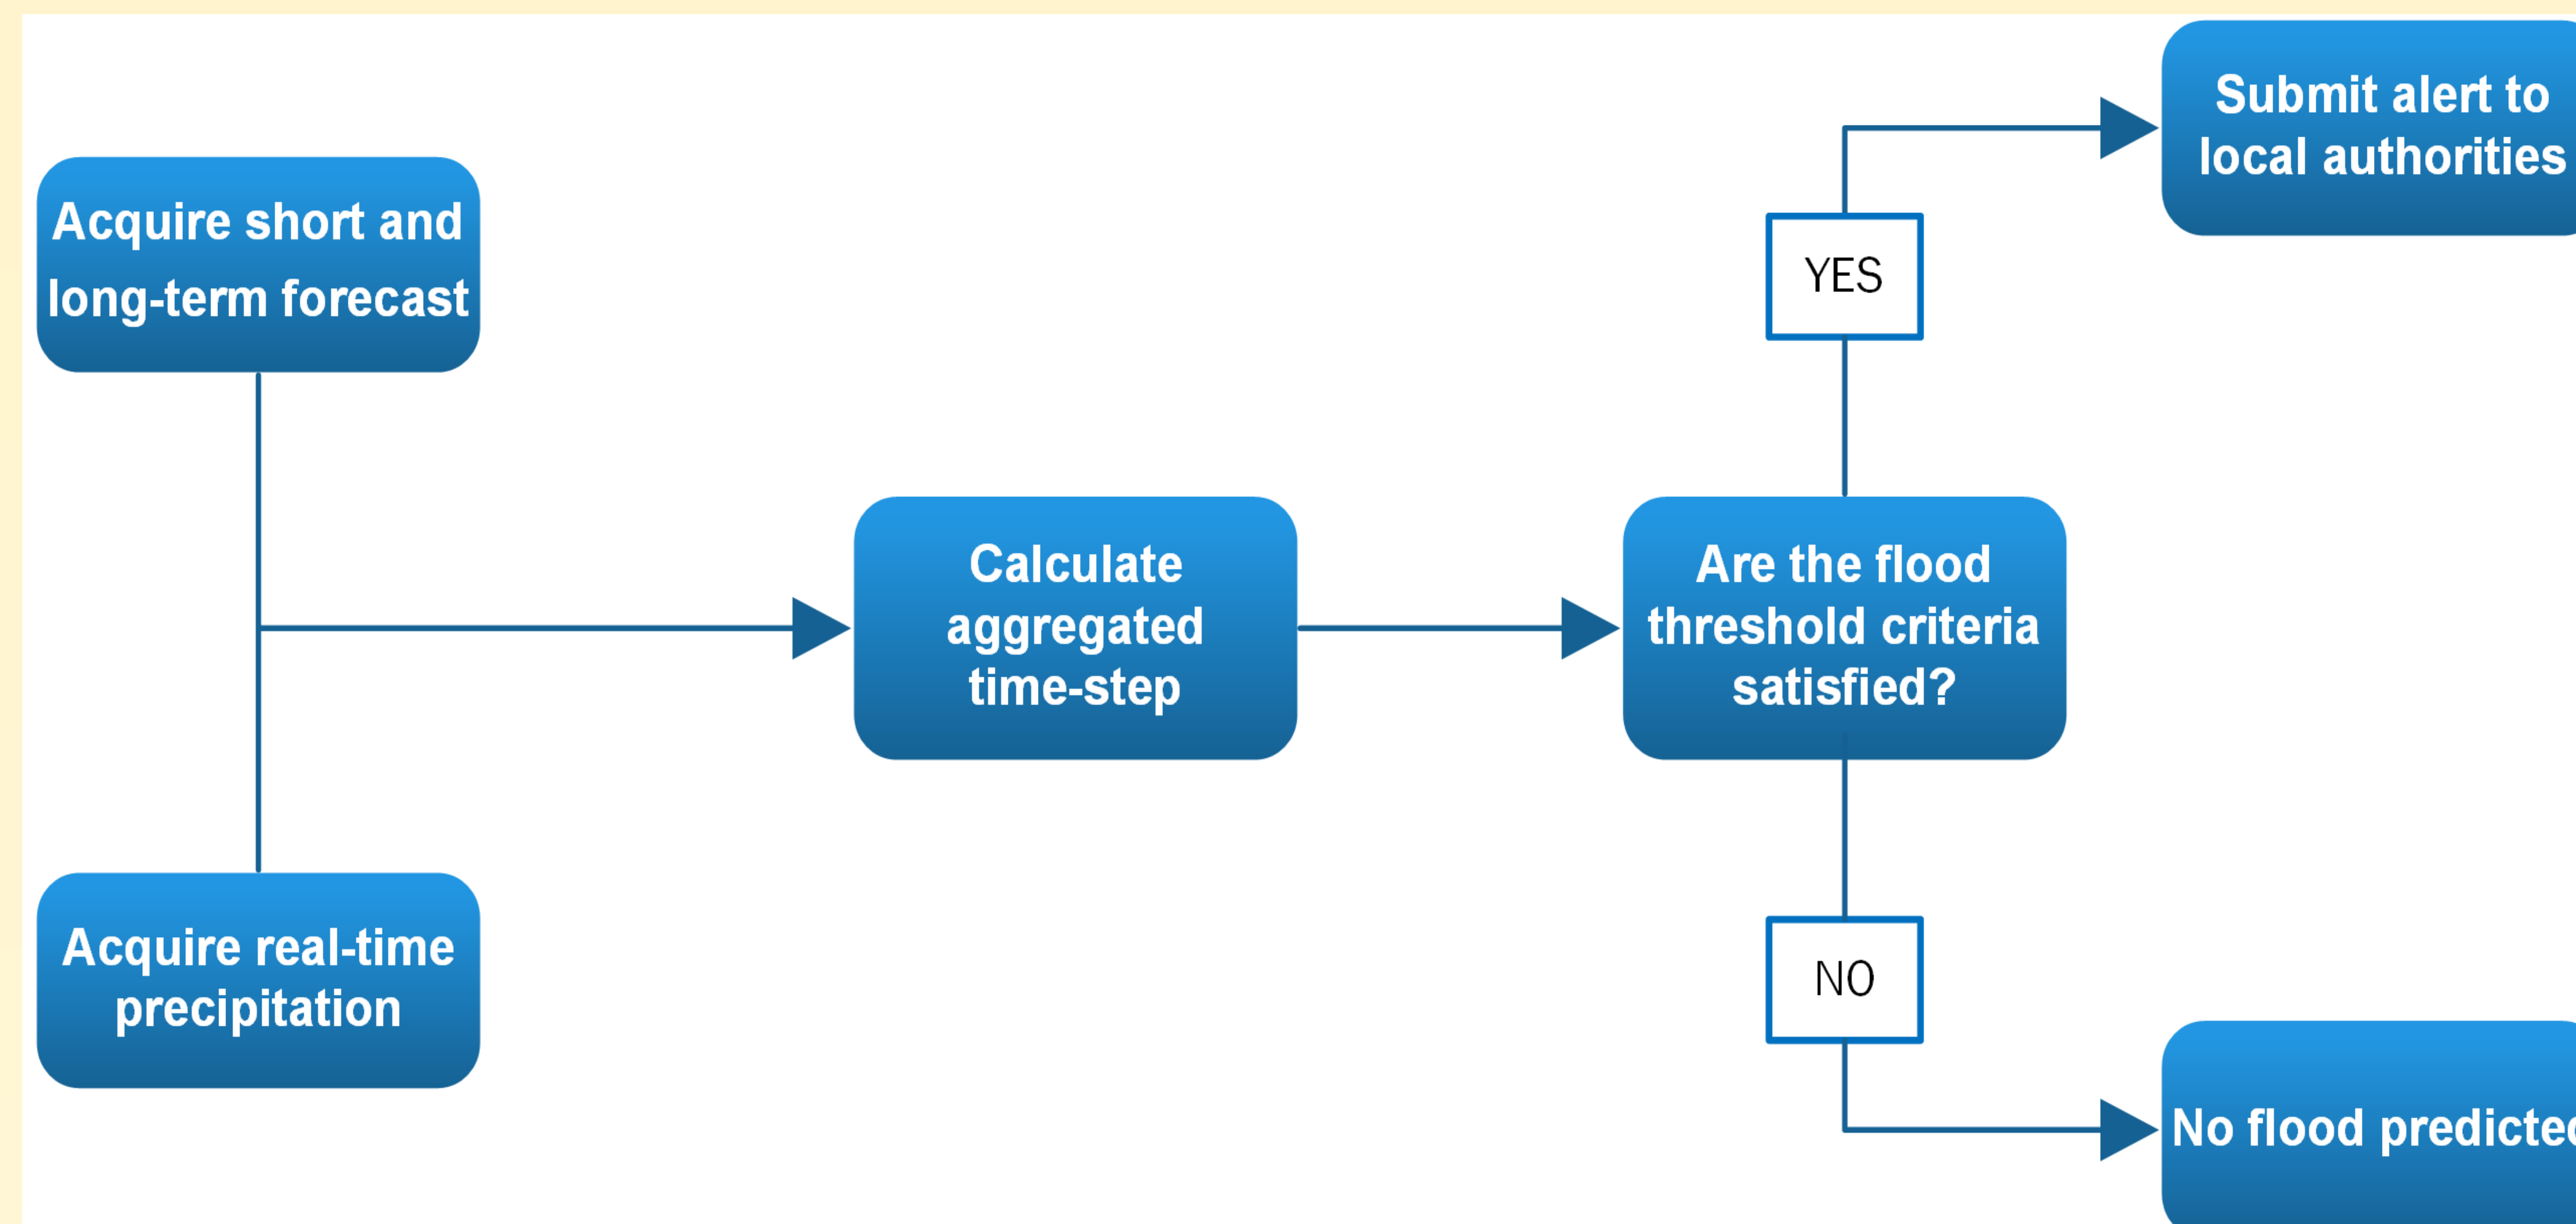 Acquire short and
long-term forecast
Acquire real-time
precipitation
Calculate
aggregated
time-step
Are the flood
threshold criteria
satisfied?
YES
Submit alert to
local authorities
NO
No flood predicted